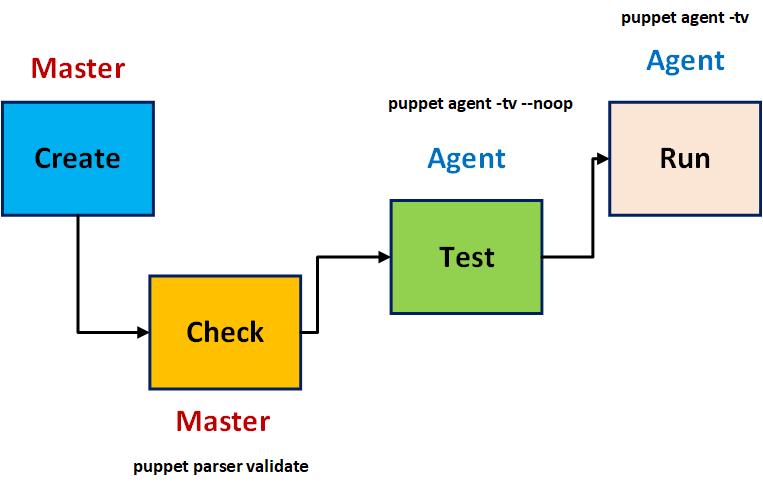 Master
Create
Check
Master
puppet parser validate
puppet agent -tv --noop
Agent
Test
puppet agent -tv
Agent
Run